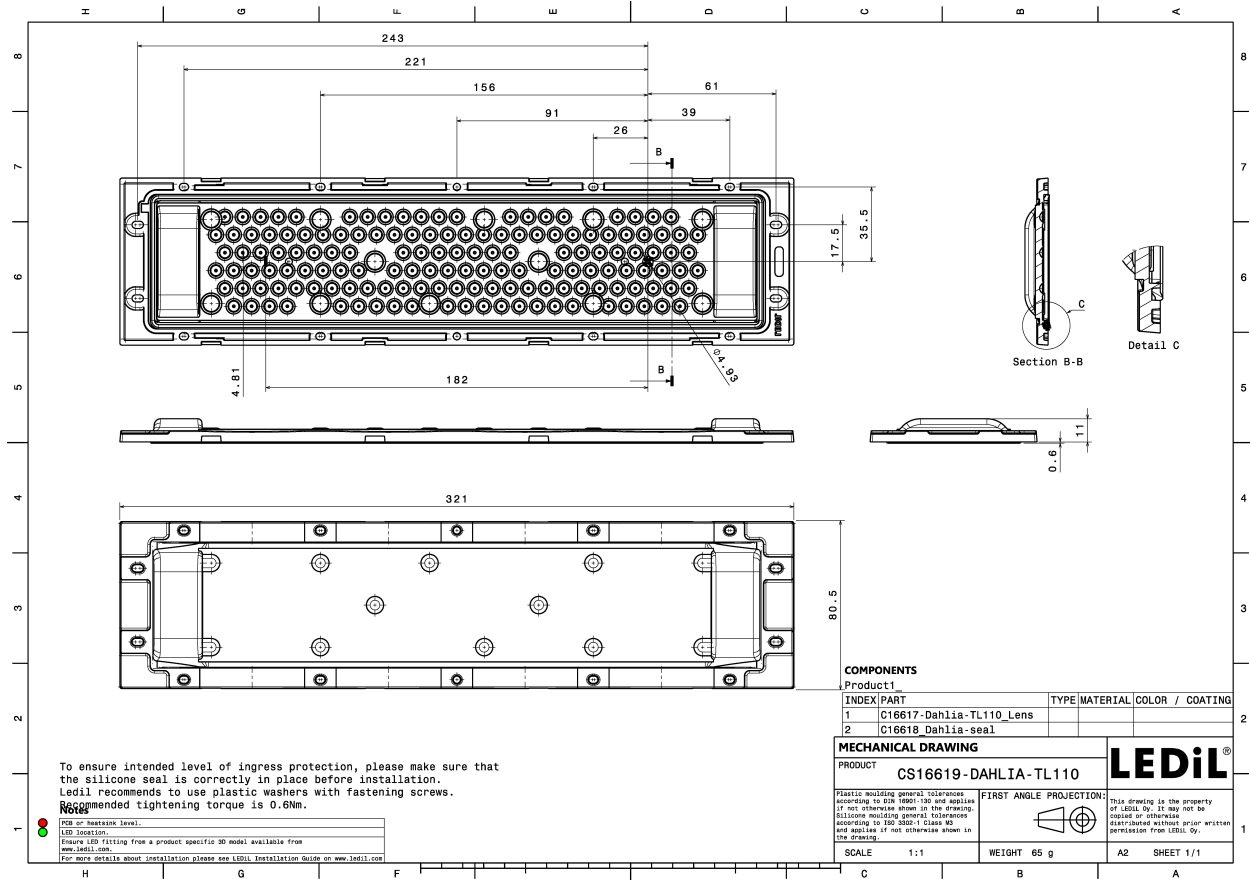 H G F E D C B A
8 8
7 7
6 6
5 5
4 4
3 3
2 2
1 1
243
221
156
61
91
39
26
B
35.5
17.5
LEDiL
B
4.81
182
Ø4.93
C
Section B-B
Detail C
11
0.6
321
80.5
COMPONENTS
Product1_
INDEX PART TYPE MATERIAL COLOR / COATING
1 C16617-Dahlia-TL110_Lens
2 C16618_Dahlia-seal
MECHANICAL DRAWING
PRODUCT
CS16619-DAHLIA-TL110
LEDiL®
Plastic moulding general tolerances
according to DIN 16901-130 and applies
if not otherwise shown in the drawing.
Silicone moulding general tolerances
according to ISO 3302-1 Class M3
and applies if not otherwise shown in
the drawing.
FIRST ANGLE PROJECTION:
This drawing is the property
of LEDiL Oy. It may not be
copied or otherwise
distributed without prior written
permission from LEDiL Oy.
SCALE 1:1 WEIGHT 65 g A2 SHEET 1/1
To ensure intended level of ingress protection, please make sure that
the silicone seal is correctly in place before installation.
Ledil recommends to use plastic washers with fastening screws.
Recommended tightening torque is 0.6Nm.
Notes
PCB or heatsink level.
LED location.
Ensure LED fitting from a product specific 3D model available from
www.ledil.com.
For more details about installation please see LEDiL Installation Guide on www.ledil.com
H G F C B A